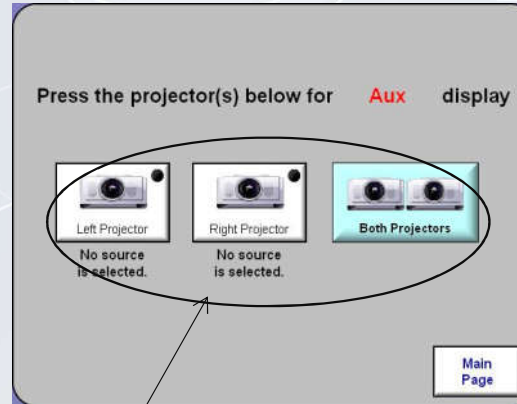 Press the projector(s) below for Aux display
Left Projector
Right Projector
Both Projectors
No source
is selected.
No source
is selected.
Main
Page